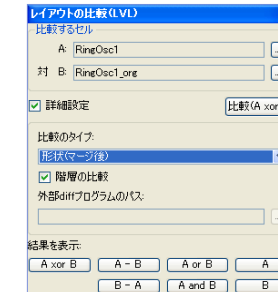 レイアウトの比較(LVL)
比較するセル
A: RingOsc1
対 B: RingOsc1_org
詳細設定
比較(A xor
比較のタイプ:
形状(マージ後)
階層の比較
外部diffプログラムのパス:
結果を表示:
A xor B A - B A or B A
B - A A and B B